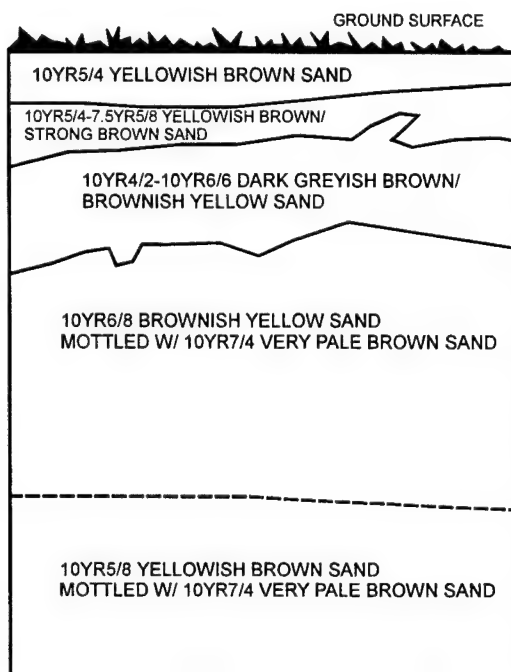 GROUND SURFACE
10YR5/4 YELLOWISH BROWN SAND
10YR5/4-7.5YR5/8 YELLOWISH BROWN/
STRONG BROWN SAND
10YR4/2-10YR6/6 DARK GREYISH BROWN/
BROWNISH YELLOW SAND
10YR6/8 BROWNISH YELLOW SAND
MOTTLED W/ 10YR7/4 VERY PALE BROWN SAND
10YR5/8 YELLOWISH BROWN SAND
MOTTLED W/ 10YR7/4 VERY PALE BROWN SAND